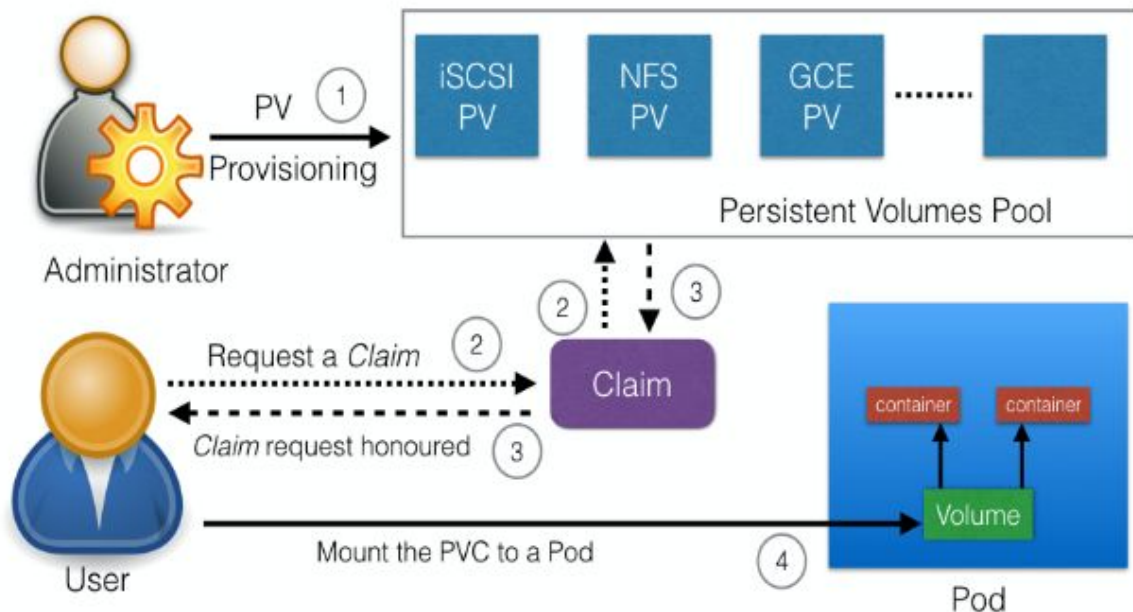 iSCSI
PV
NFS
PV
GCE
PV
PV
1
Provisioning
Persistent Volumes Pool
Administrator
2
3
Request a Claim
2
Claim
Claim request honoured
3
container
container
Volume
Mount the PVC to a Pod
4
User
Pod